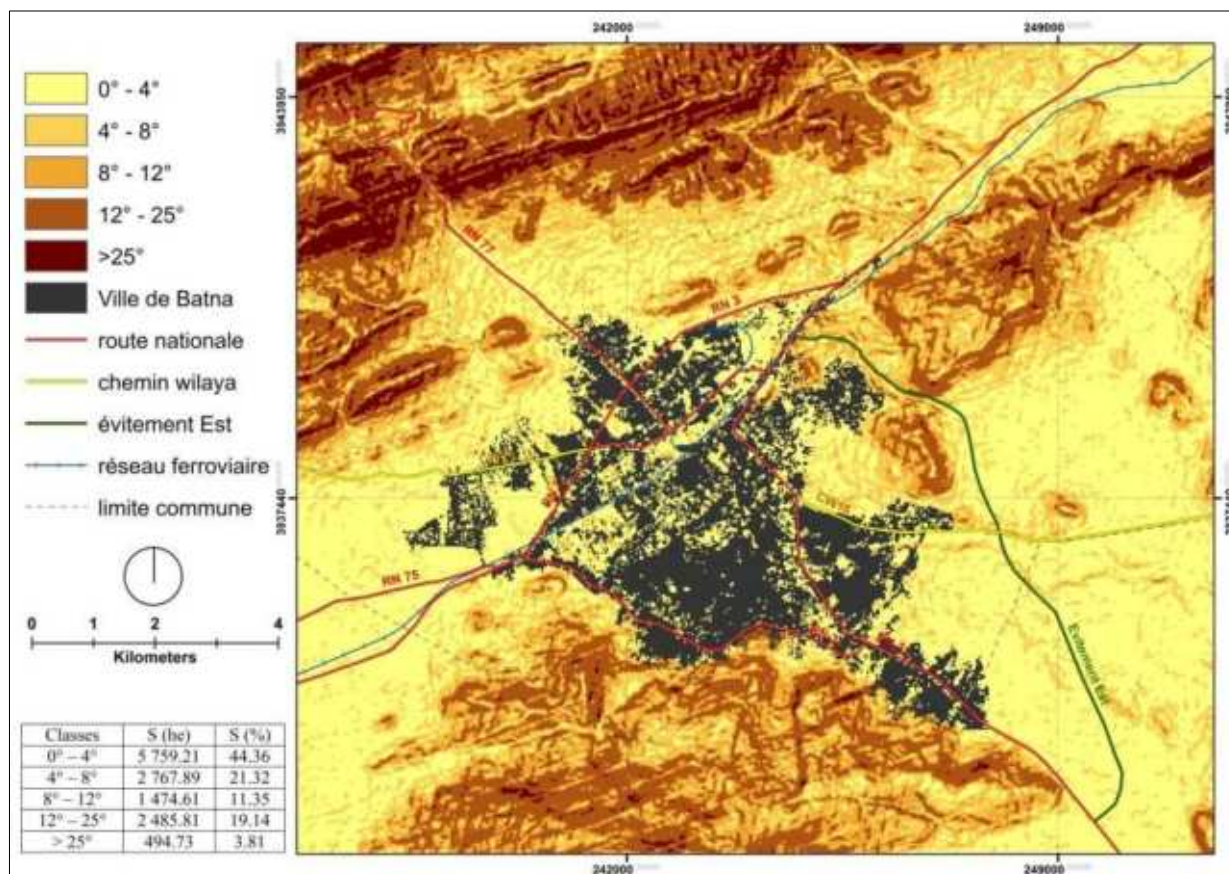 242000 249000
3943950
0° - 4°
4° - 8°
8° - 12°
12° - 25°
>25°
Ville de Batna
route nationale
chemin wilaya
évitement Est
réseau ferroviaire
limite commune
0 1 2 4
Kilometers
Classes S (he) S (%)
0° – 4° 5 759.21 44.36
4° – 8° 2 767.89 21.32
8° – 12° 1 474.61 11.35
12° – 25° 2 485.81 19.14
> 25° 494.73 3.81
RN 77
RN 3
3937440
RN 75
Evitement Est
242000 249000